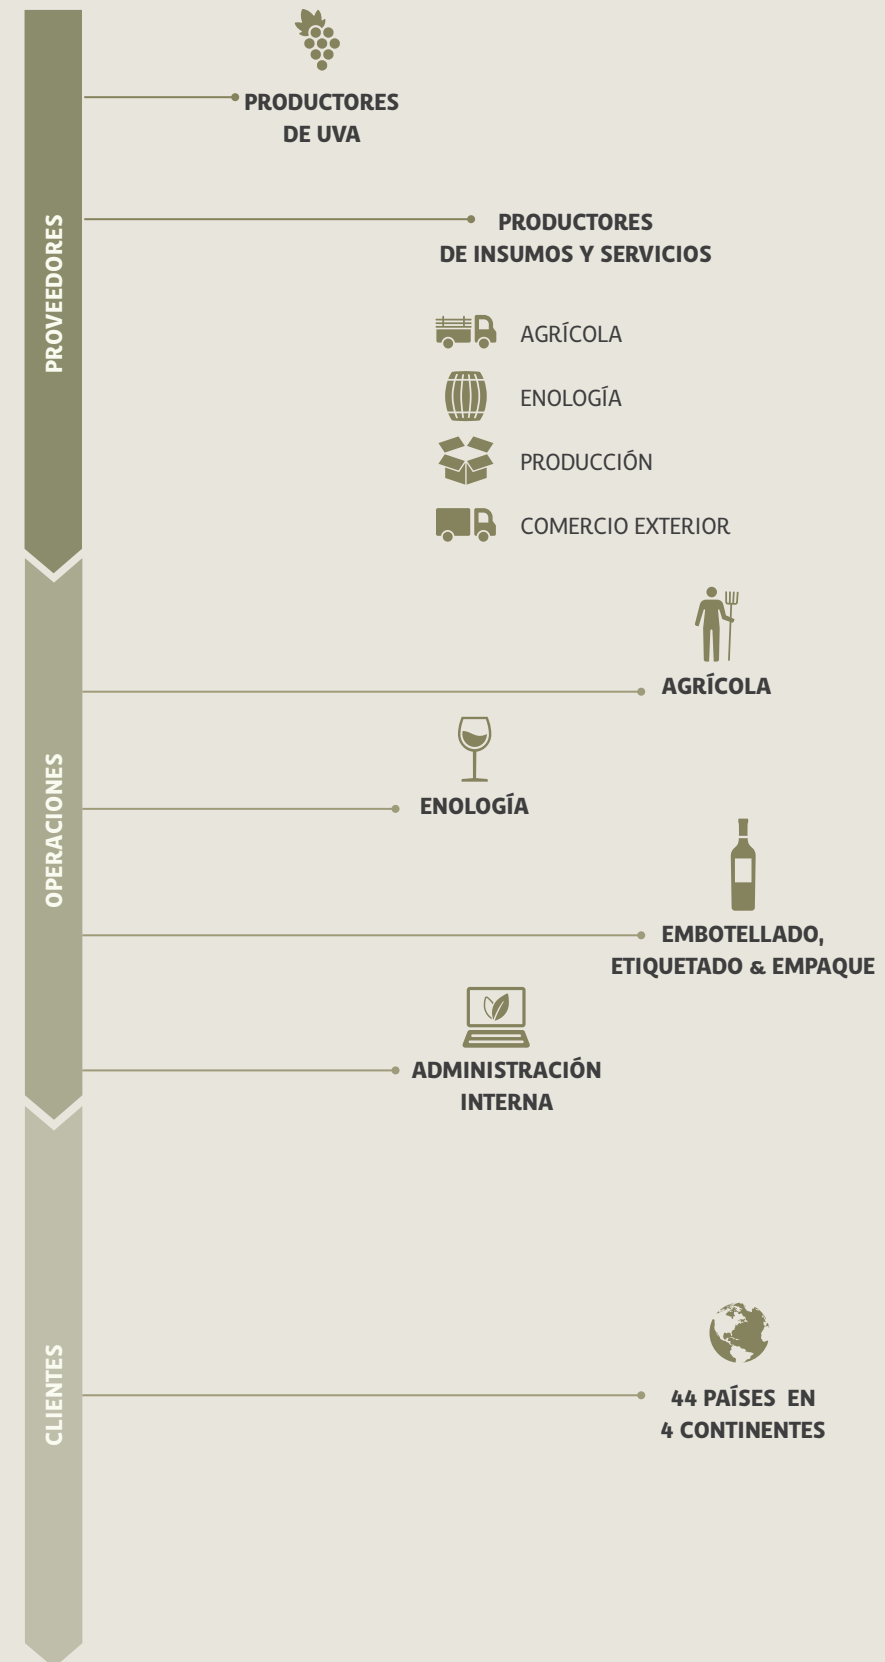 PROVEEDORES
PRODUCTORES
DE UVA
PRODUCTORES
DE INSUMOS Y SERVICIOS
AGRÍCOLA
ENOLOGÍA
PRODUCCIÓN
COMERCIO EXTERIOR
OPERACIONES
AGRÍCOLA
ENOLOGÍA
EMBOTELLADO,
ETIQUETADO & EMPAQUE
ADMINISTRACIÓN
INTERNA
CLIENTES
44 PAÍSES EN
4 CONTINENTES